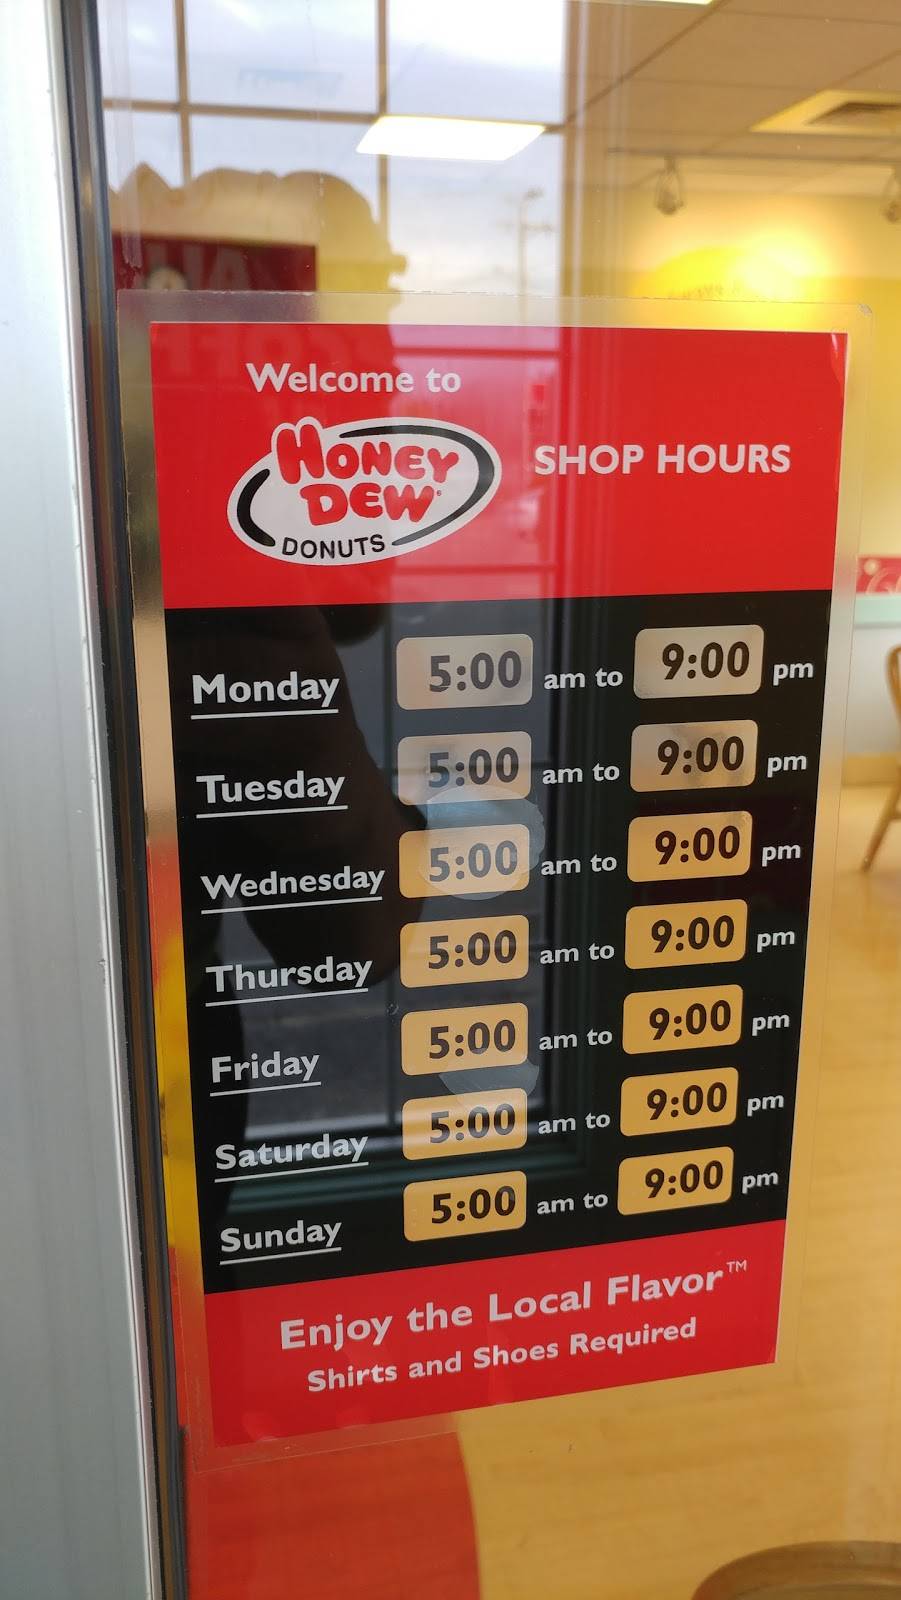 Welcome to
HONEY
DEW®
DONUTS
SHOP HOURS
Monday 5:00 am to 9:00 pm
Tuesday 5:00 am to 9:00 pm
Wednesday 5:00 am to 9:00 pm
Thursday 5:00 am to 9:00 pm
Friday 5:00 am to 9:00 pm
Saturday 5:00 am to 9:00 pm
Sunday 5:00 am to 9:00 pm
Enjoy the Local Flavor™
Shirts and Shoes Required